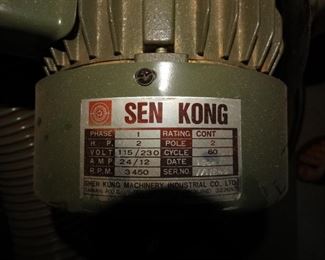 SEN KONG
PHASE 1 RATING CONT
H P. 2 POLE 2
VOLT 115/230 CYCLE 60
AMP 24/12 DATE
R.P.M. 3450 SER.NO.
SHEN KUNG MACHINERY INDUSTRIAL CO., LTD